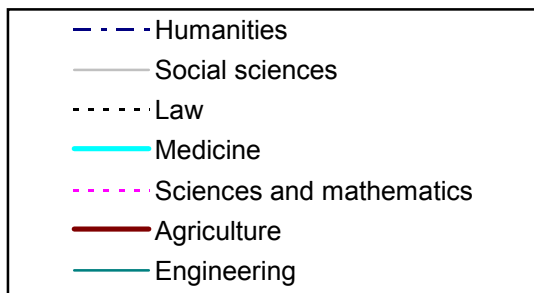 Humanities
Social sciences
Law
Medicine
Sciences and mathematics
Agriculture
Engineering